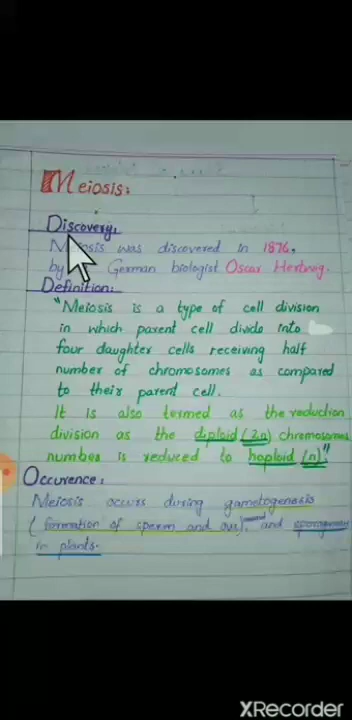 Meiosis:
Discovery:
Meiosis was discovered in 1876.
by German biologist Oscar Hertwig.
Definition:
"Meiosis is a type of cell division
in which parent cell divide into
four daughter cells receiving half
number of chromosomes as compared
to their parent cell.
It is also termed as the reduction
division as the diploid (2n) chromosomes
number is reduced to haploid (n)"
Occurence:
Meiosis occurs during gametogenesis
(formation of sperm and and
in plants.
XRecorder